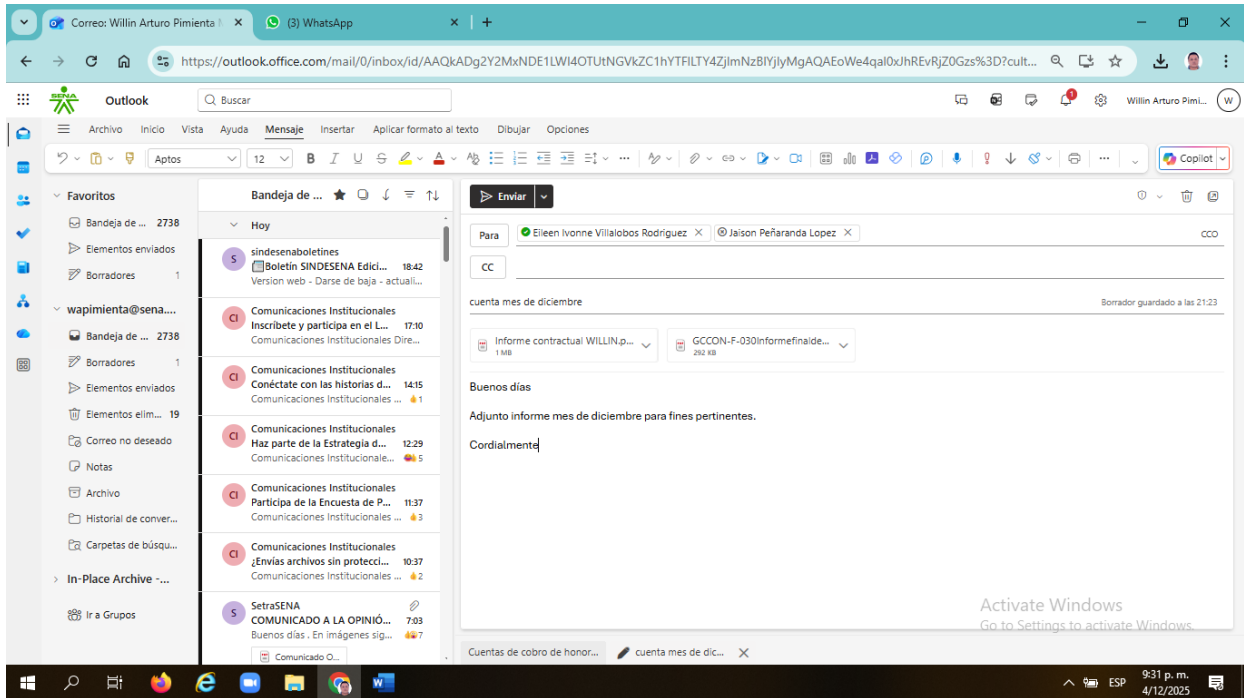 Correo: Willin Arturo Pimienta
(3) WhatsApp
https://outlook.office.com/mail/0/inbox/id/
SENA
Outlook
Buscar
Willin Arturo Pimi...
W
Archivo Inicio Vista Ayuda Mensaje Insertar Aplicar formato al texto Dibujar Opciones
Aptos
12
Copilot
Favoritos
Bandeja de ... 2738
Elementos enviados
Borradores 1
wapimienta@sena....
Bandeja de ... 2738
Borradores 1
Elementos enviados
Elementos elim... 19
Correo no deseado
Notas
Archivo
Historial de conver...
Carpetas de búsqu...
In-Place Archive -...
Ir a Grupos
Bandeja de ...
Hoy
S
sindesenaboletines
Boletín SINDESENA Edici... 18:42
Version web - Darse de baja - actuali...
CI
Comunicaciones Institucionales
Inscríbete y participa en el L... 17:10
Comunicaciones Institucionales Dire...
CI
Comunicaciones Institucionales
Conéctate con las historias d... 14:15
Comunicaciones Institucionales ... 1
CI
Comunicaciones Institucionales
Haz parte de la Estrategia d... 12:29
Comunicaciones Institucionale... 5
CI
Comunicaciones Institucionales
Participa de la Encuesta de P... 11:37
Comunicaciones Institucionales ... 3
CI
Comunicaciones Institucionales
¿Envías archivos sin protecci... 10:37
Comunicaciones Institucionales ... 2
S
SetraSENA
COMUNICADO A LA OPINIÓ... 7:03
Buenos días . En imágenes sig... 7
Comunicado O...
Enviar
Para
Eileen Ivonne Villalobos Rodriguez
Jaison Peñaranda Lopez
CCO
CC
cuenta mes de diciembre
Borrador guardado a las 21:23
Informe contractual WILLIN.p...
1 MB
GCCON-F-030Informefinalde...
292 KB
Buenos días
Adjunto informe mes de diciembre para fines pertinentes.
Cordialmente
Activate Windows
Go to Settings to activate Windows.
Cuentas de cobro de honor...
cuenta mes de dic...
ESP
9:31 p. m.
4/12/2025